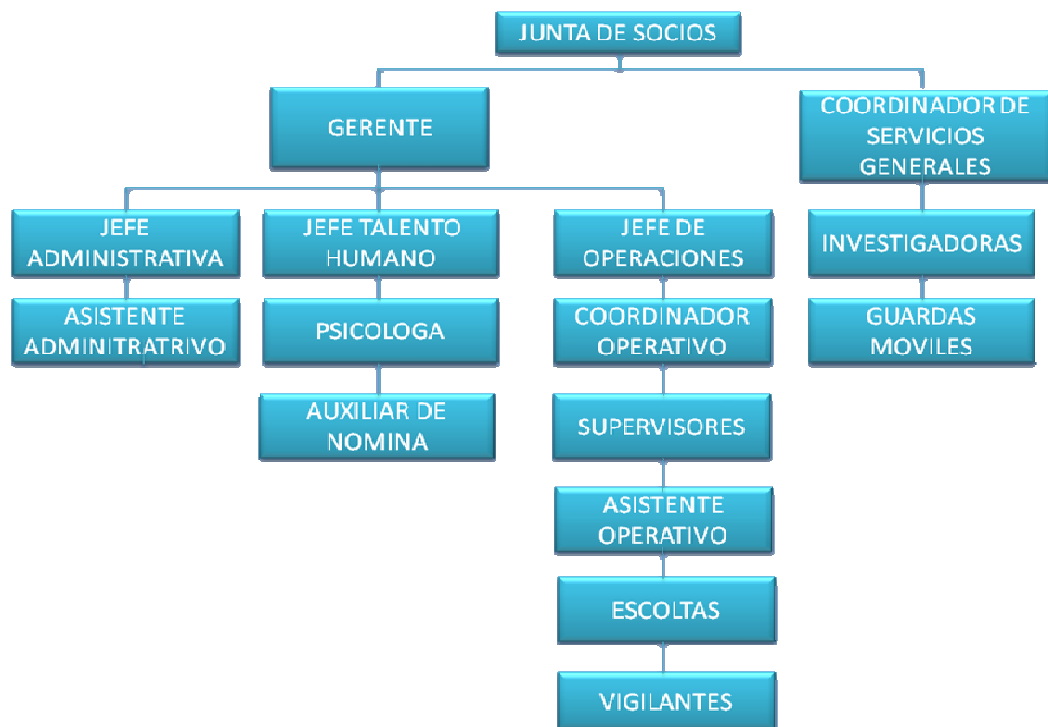 JUNTA DE SOCIOS
GERENTE
COORDINADOR DE
SERVICIOS
GENERALES
JEFE
ADMINISTRATIVA
JEFE TALENTO
HUMANO
JEFE DE
OPERACIONES
INVESTIGADORAS
ASISTENTE
ADMINITRATRIVO
PSICOLOGA
COORDINADOR
OPERATIVO
GUARDAS
MOVILES
AUXILIAR DE
NOMINA
SUPERVISORES
ASISTENTE
OPERATIVO
ESCOLTAS
VIGILANTES